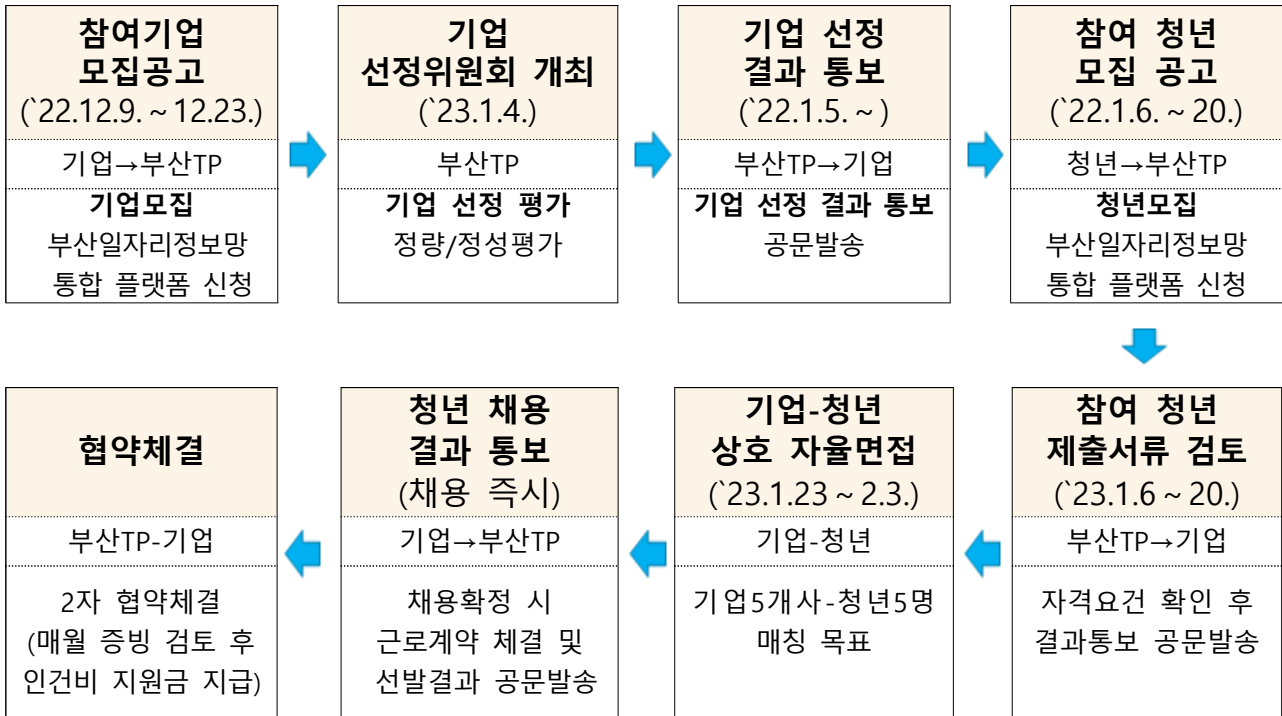 참여기업
모집공고
(`22.12.9. ~ 12.23.)
기업→부산TP
기업모집
부산일자리정보망
통합 플랫폼 신청
기업
선정위원회 개최
(`23.1.4.)
부산TP
기업 선정 평가
정량/정성평가
기업 선정
결과 통보
(`22.1.5. ~ )
부산TP→기업
기업 선정 결과 통보
공문발송
참여 청년
모집 공고
(`22.1.6. ~ 20.)
청년→부산TP
청년모집
부산일자리정보망
통합 플랫폼 신청
참여 청년
제출서류 검토
(`23.1.6 ~ 20.)
부산TP→기업
자격요건 확인 후
결과통보 공문발송
기업-청년
상호 자율면접
(`23.1.23 ~ 2.3.)
기업-청년
기업5개사-청년5명
매칭 목표
청년 채용
결과 통보
(채용 즉시)
기업→부산TP
채용확정 시
근로계약 체결 및
선발결과 공문발송
협약체결
부산TP-기업
2자 협약체결
(매월 증빙 검토 후
인건비 지원금 지급)